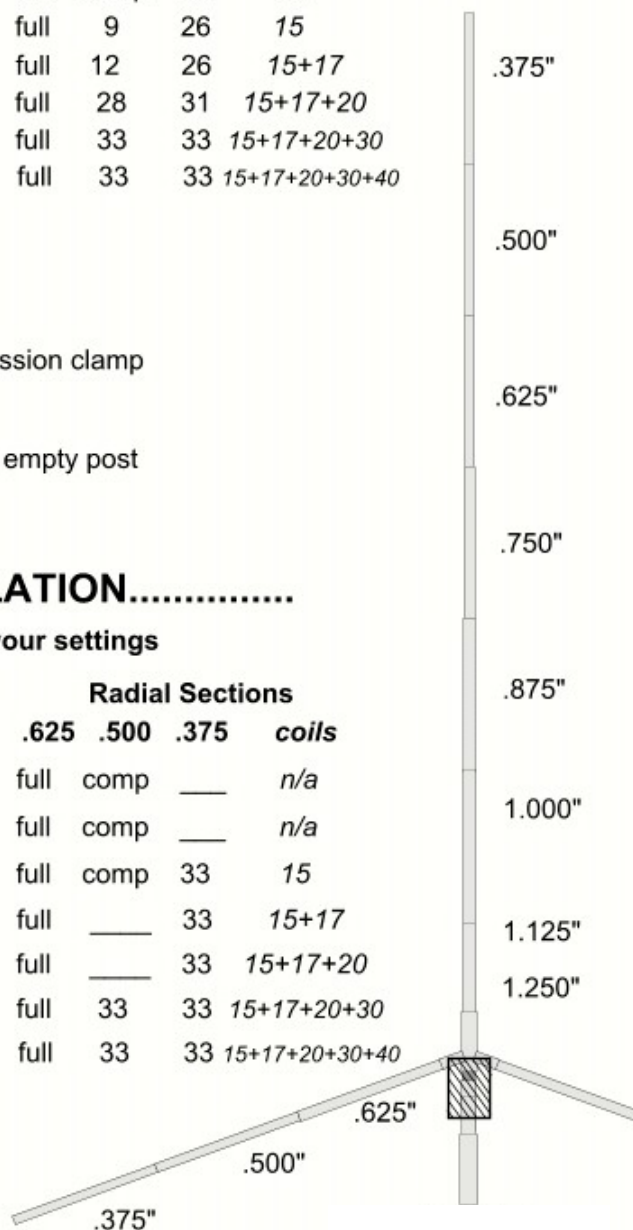 full 9 26 15
full 12 26 15+17
full 28 31 15+17+20
full 33 33 15+17+20+30
full 33 33 15+17+20+30+40
ssion clamp
empty post
LATION...............
our settings
Radial Sections
.625 .500 .375 coils
full comp ___ n/a
full comp ___ n/a
full comp 33 15
full ____ 33 15+17
full ____ 33 15+17+20
full 33 33 15+17+20+30
full 33 33 15+17+20+30+40
.375"
.500"
.625"
.750"
.875"
1.000"
1.125"
1.250"
.625"
.500"
.375"